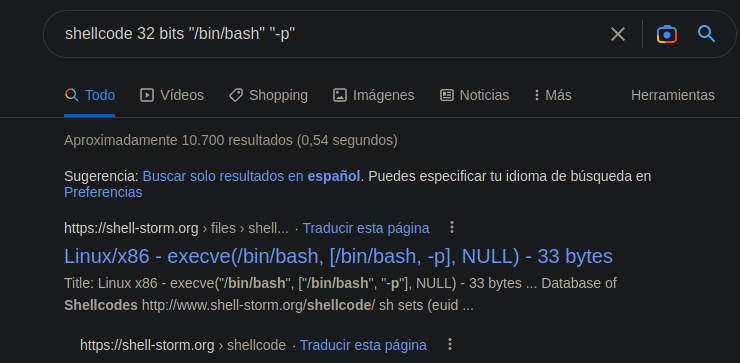 shellcode 32 bits "/bin/bash" "-p"
Todo Vídeos Shopping Imágenes Noticias Más Herramientas
Aproximadamente 10.700 resultados (0,54 segundos)
Sugerencia: Buscar solo resultados en español. Puedes especificar tu idioma de búsqueda en
Preferencias
https://shell-storm.org › files › shell... · Traducir esta página
Linux/x86 - execve(/bin/bash, [/bin/bash, -p], NULL) - 33 bytes
Title: Linux x86 - execve("/bin/bash", ["/bin/bash", "-p"], NULL) - 33 bytes ... Database of
Shellcodes http://www.shell-storm.org/shellcode/ sh sets (euid ...
https://shell-storm.org › shellcode · Traducir esta página